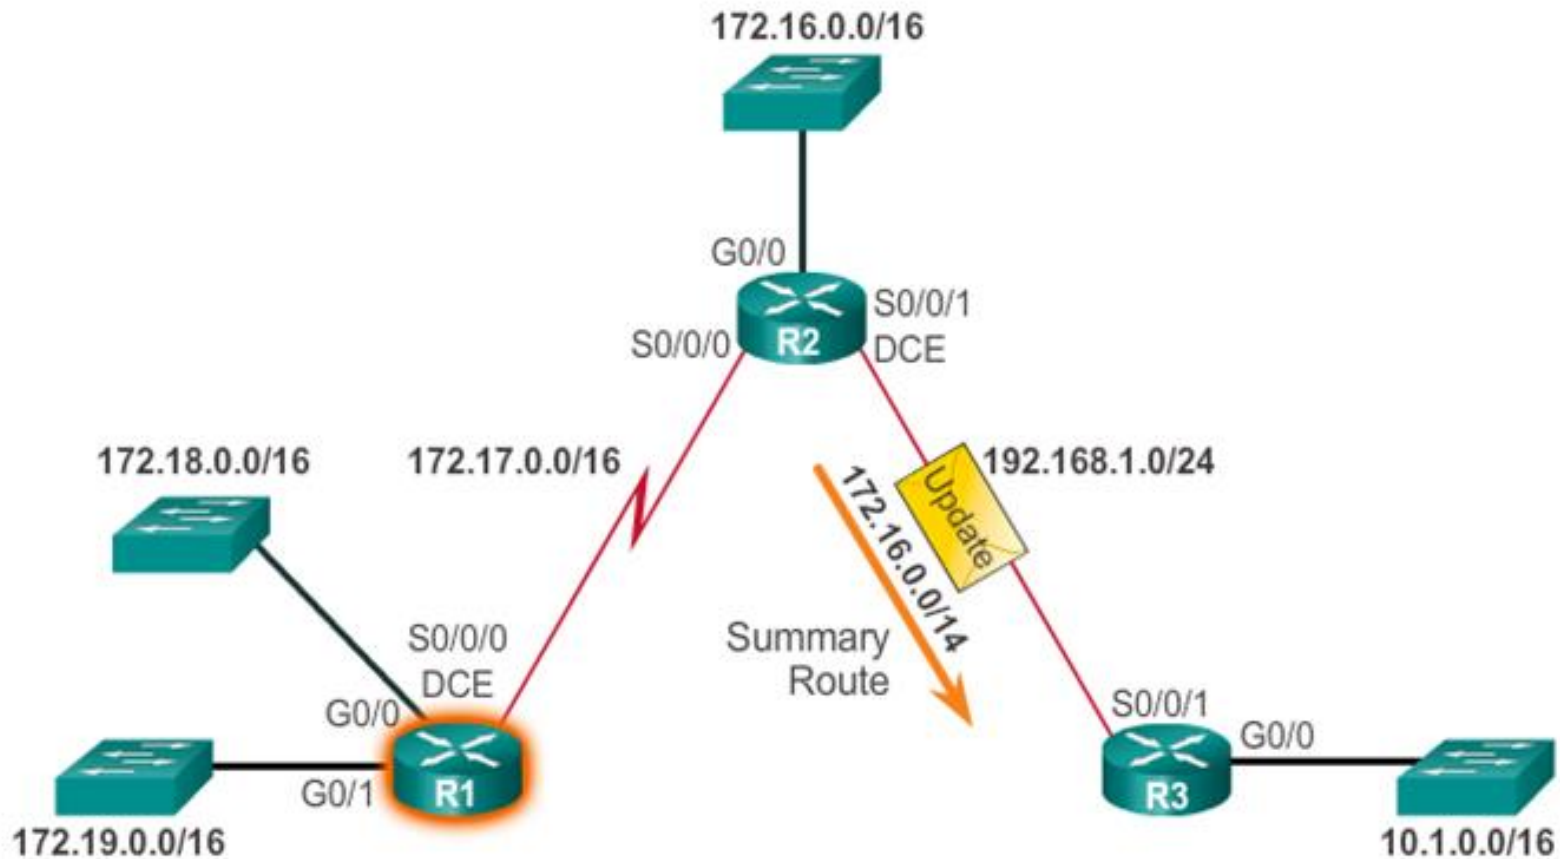 172.16.0.0/16
G0/0
S0/0/1
DCE
S0/0/0
R2
172.18.0.0/16
172.17.0.0/16
192.168.1.0/24
Update
172.16.0.0/14
Summary
Route
S0/0/0
DCE
G0/0
G0/1
R1
172.19.0.0/16
S0/0/1
G0/0
R3
10.1.0.0/16